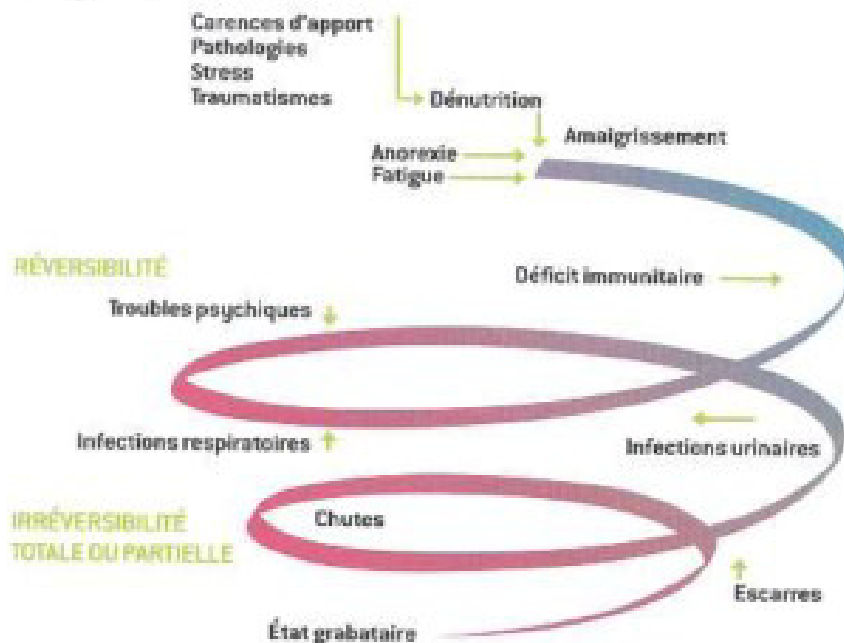 Carences d'apport
Pathologies
Stress
Traumatismes
Dénutrition
Amaigrissement
Anorexie
Fatigue
RÉVERSIBILITÉ
Déficit immunitaire
Troubles psychiques
Infections respiratoires
Infections urinaires
IRRÉVERSIBILITÉ
TOTALE OU PARTIELLE
Chutes
Escarres
État grabataire